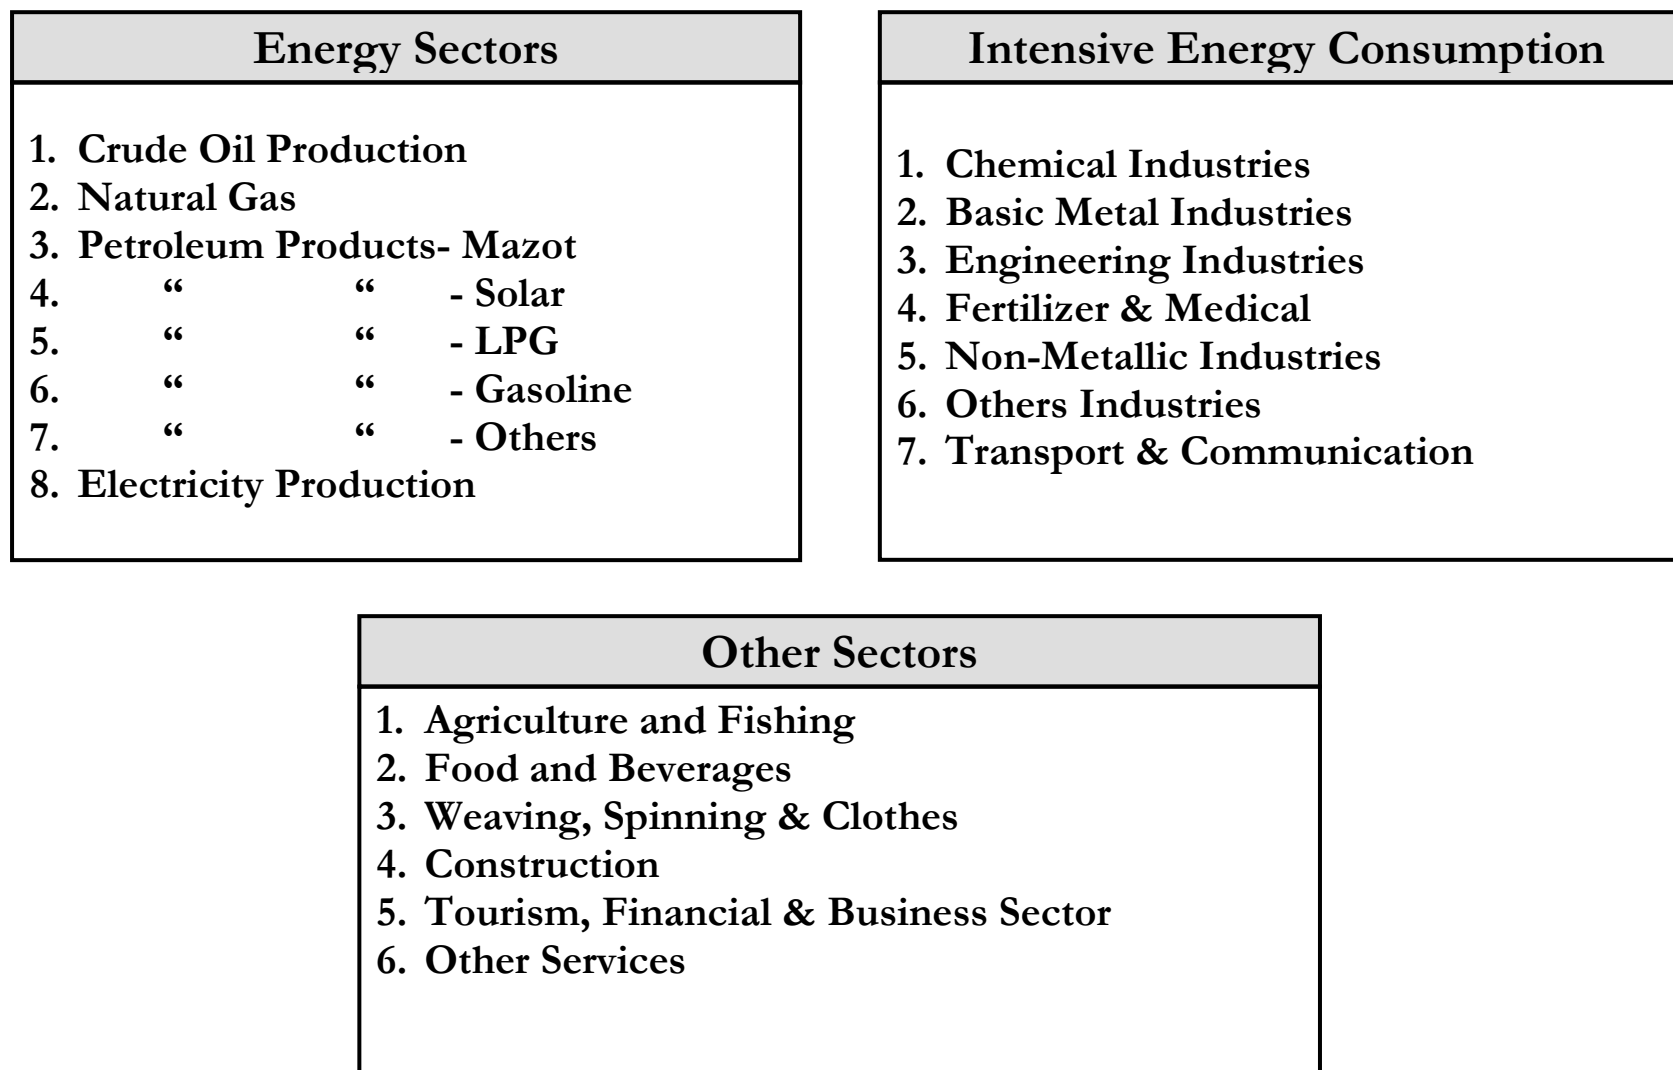 Energy Sectors
1. Crude Oil Production
2. Natural Gas
3. Petroleum Products- Mazot
4. “ “ - Solar
5. “ “ - LPG
6. “ “ - Gasoline
7. “ “ - Others
8. Electricity Production
Intensive Energy Consumption
1. Chemical Industries
2. Basic Metal Industries
3. Engineering Industries
4. Fertilizer & Medical
5. Non-Metallic Industries
6. Others Industries
7. Transport & Communication
Other Sectors
1. Agriculture and Fishing
2. Food and Beverages
3. Weaving, Spinning & Clothes
4. Construction
5. Tourism, Financial & Business Sector
6. Other Services